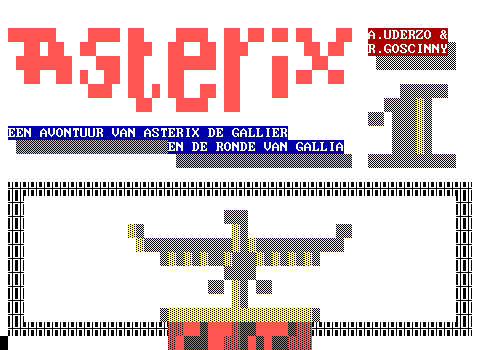 Asterix
A.UDERZO &
R.GOSCINNY
1
EEN AVONTUUR VAN ASTERIX DE GALLIER
EN DE RONDE VAN GALLIA